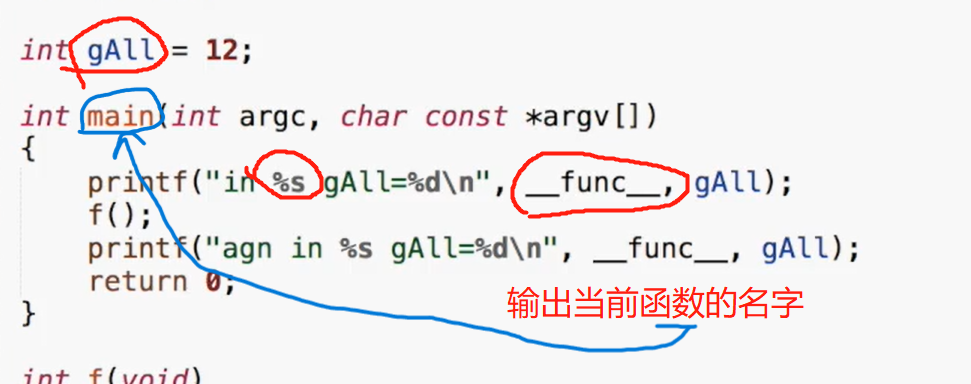 int gAll = 12;
int main(int argc, char const *argv[])
{
printf("in %s gAll=%d\n", __func__, gAll);
f();
printf("agn in %s gAll=%d\n", __func__, gAll);
return 0;
输出当前函数的名字
}
int f(void)